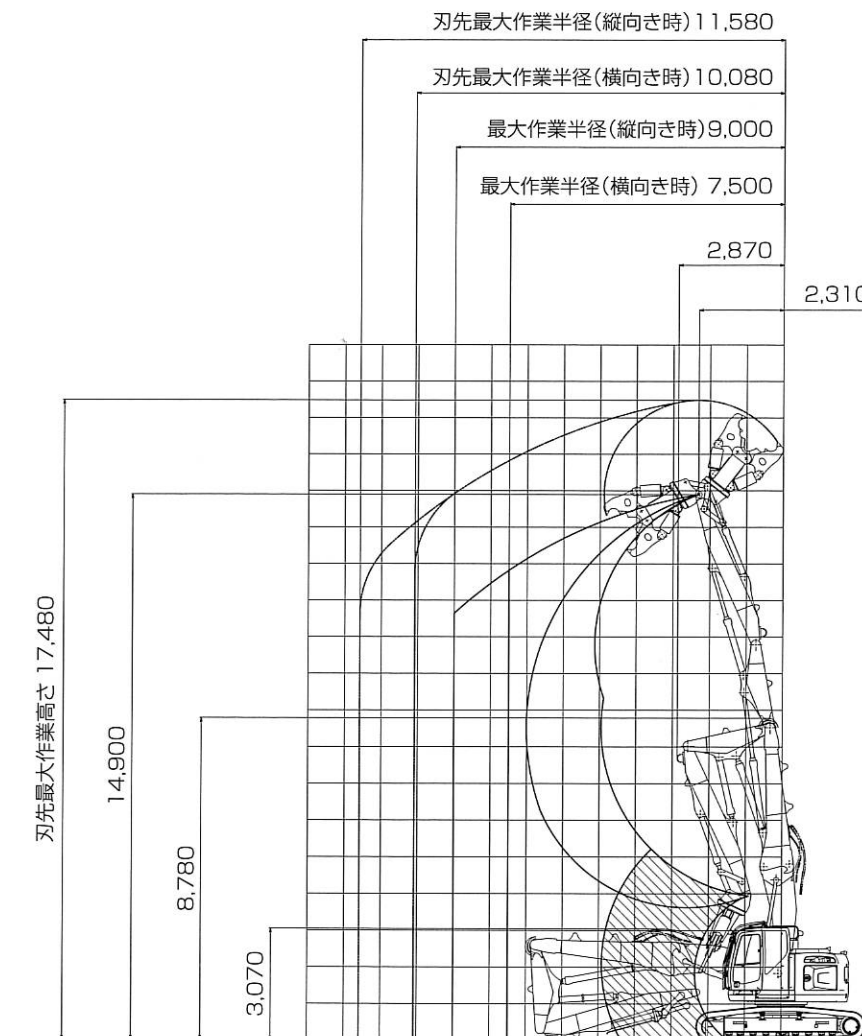 刃先最大作業半径(縦向き時)11,580
刃先最大作業半径(横向き時)10,080
最大作業半径(縦向き時)9,000
最大作業半径(横向き時) 7,500
2,870
2,310
刃先最大作業高さ 17,480
14,900
8,780
3,070